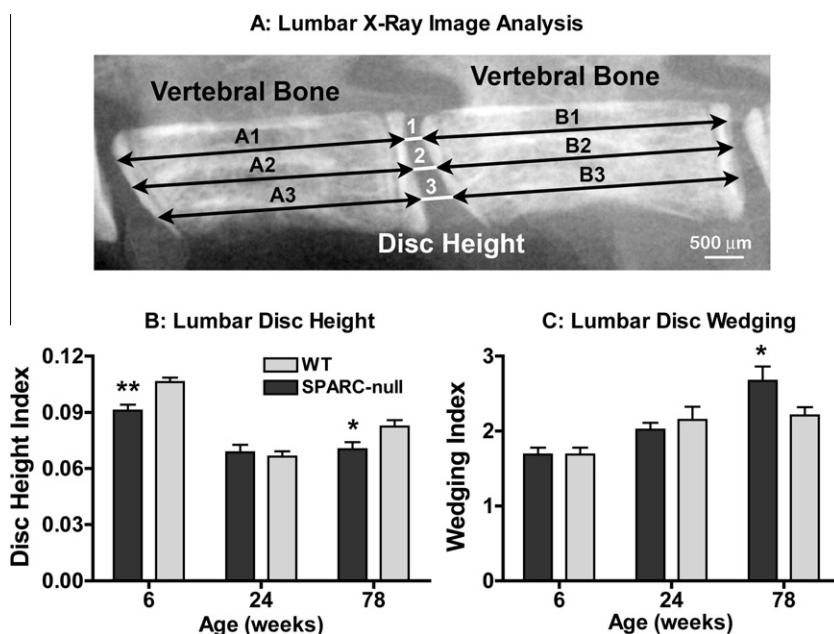 A: Lumbar X-Ray Image Analysis
Vertebral Bone
Vertebral Bone
A1
1
B1
A2
2
B2
A3
3
B3
Disc Height
500 μm
B: Lumbar Disc Height
0.12
0.09
0.06
0.03
0.00
Disc Height Index
**
*
WT
SPARC-null
6
24
78
Age (weeks)
C: Lumbar Disc Wedging
3
2
1
0
Wedging Index
*
6
24
78
Age (weeks)